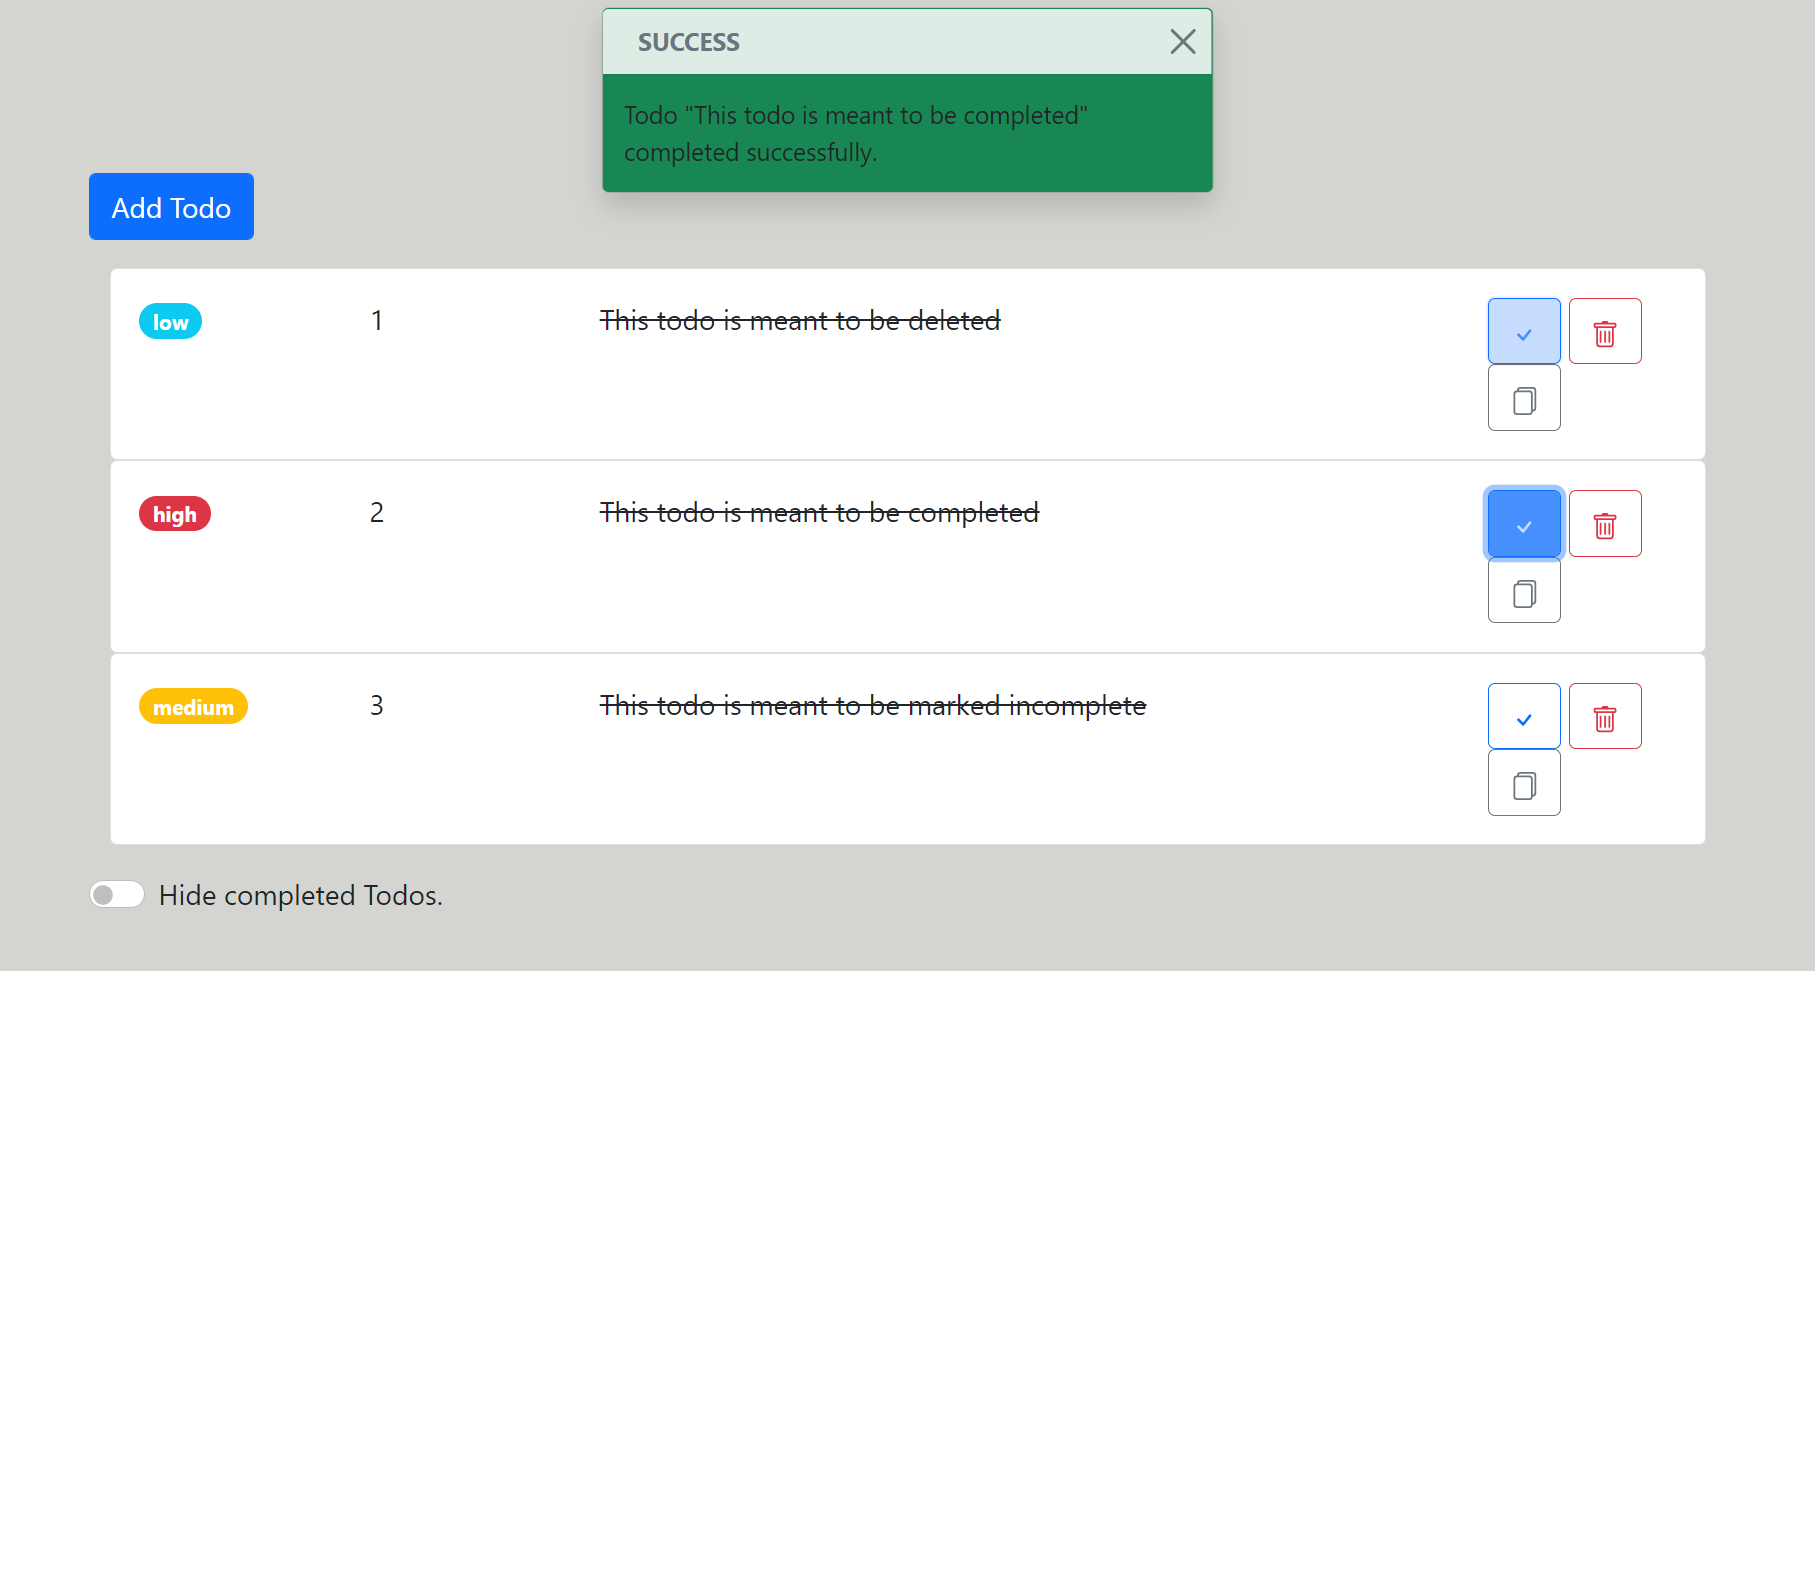 SUCCESS
Todo "This todo is meant to be completed"
completed successfully.
Add Todo
low 1 This todo is meant to be deleted
high 2 This todo is meant to be completed
medium 3 This todo is meant to be marked incomplete
Hide completed Todos.